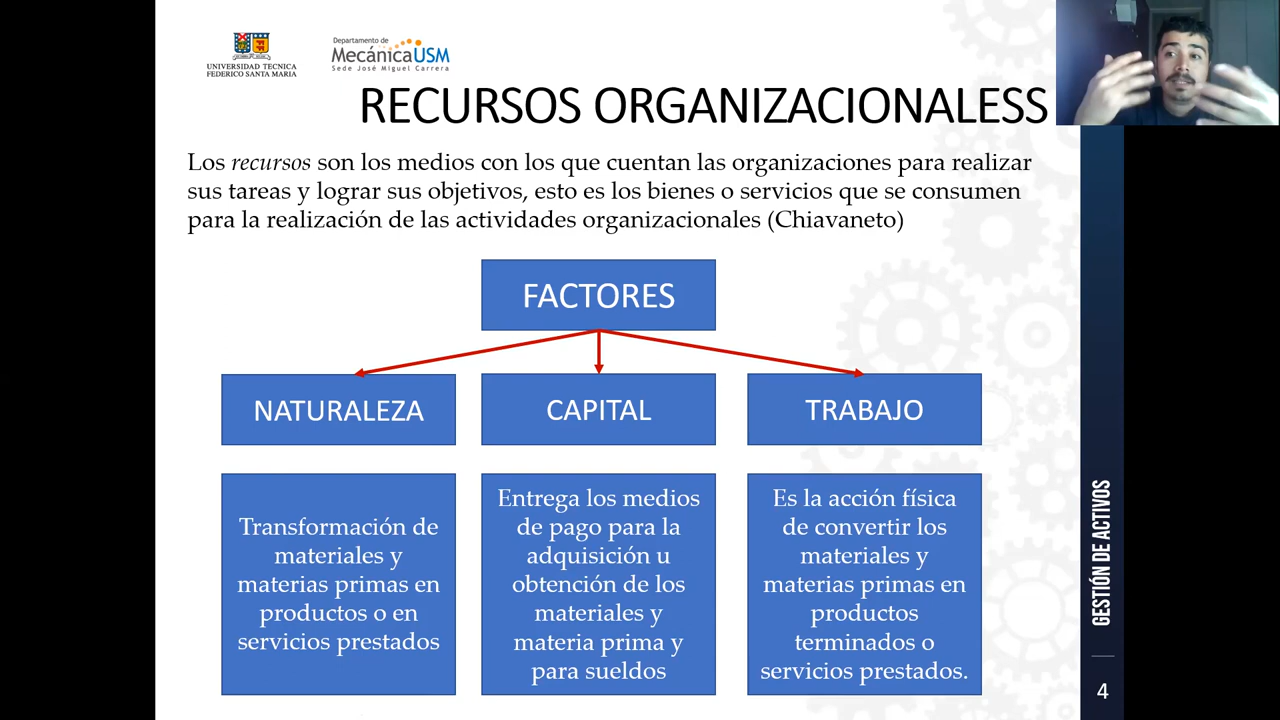 UNIVERSIDAD TECNICA
FEDERICO SANTA MARIA
Departamento de
MecánicaUSM
Sede José Miguel Carrera
RECURSOS ORGANIZACIONALESS
Los recursos son los medios con los que cuentan las organizaciones para realizar
sus tareas y lograr sus objetivos, esto es los bienes o servicios que se consumen
para la realización de las actividades organizacionales (Chiavaneto)
FACTORES
NATURALEZA
CAPITAL
TRABAJO
Transformación de
materiales y
materias primas en
productos o en
servicios prestados
Entrega los medios
de pago para la
adquisición u
obtención de los
materiales y
materia prima y
para sueldos
Es la acción física
de convertir los
materiales y
materias primas en
productos
terminados o
servicios prestados.
GESTIÓN DE ACTIVOS
4